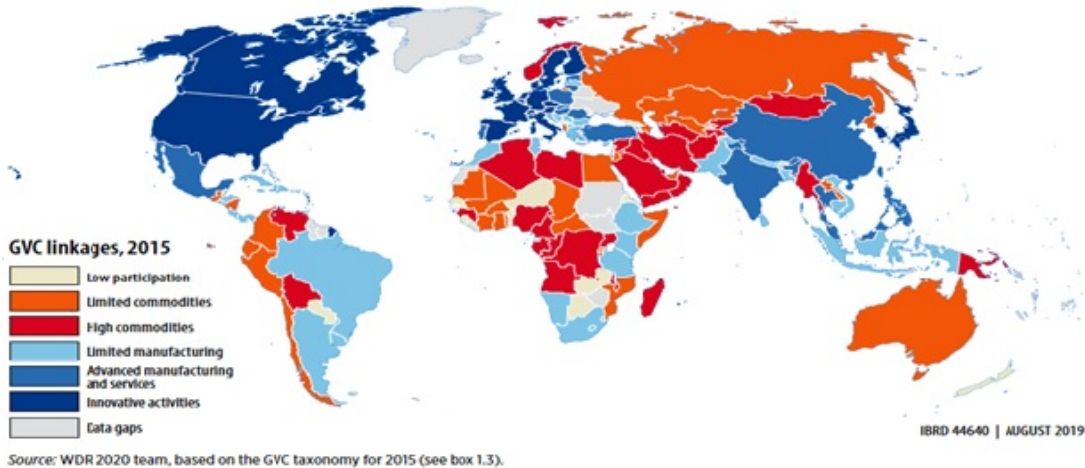 GVC linkages, 2015
Low participation
Limited commodities
High commodities
Limited manufacturing
Advanced manufacturing
and services
Innovative activities
Data gaps
IBRD 44640 | AUGUST 2019
Source: WDR 2020 team, based on the GVC taxonomy for 2015 (see box 1.3).